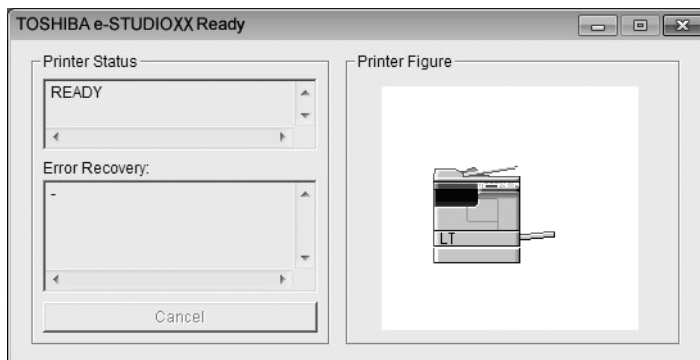 TOSHIBA e-STUDIOXX Ready
Printer Status
READY
Error Recovery:
-
Cancel
Printer Figure
LT